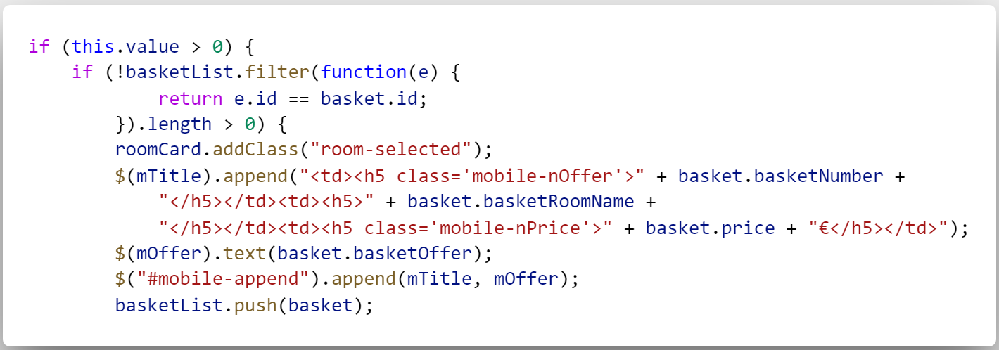 if (this.value > 0) {
    if (!basketList.filter(function(e) {
            return e.id == basket.id;
        }).length > 0) {
        roomCard.addClass("room-selected");
        $(mTitle).append("<td><h5 class='mobile-nOffer'>" + basket.basketNumber +
            "</h5></td><td><h5>" + basket.basketRoomName +
            "</h5></td><td><h5 class='mobile-nPrice'>" + basket.price + "€</h5></td>");
        $(mOffer).text(basket.basketOffer);
        $("#mobile-append").append(mTitle, mOffer);
        basketList.push(basket);